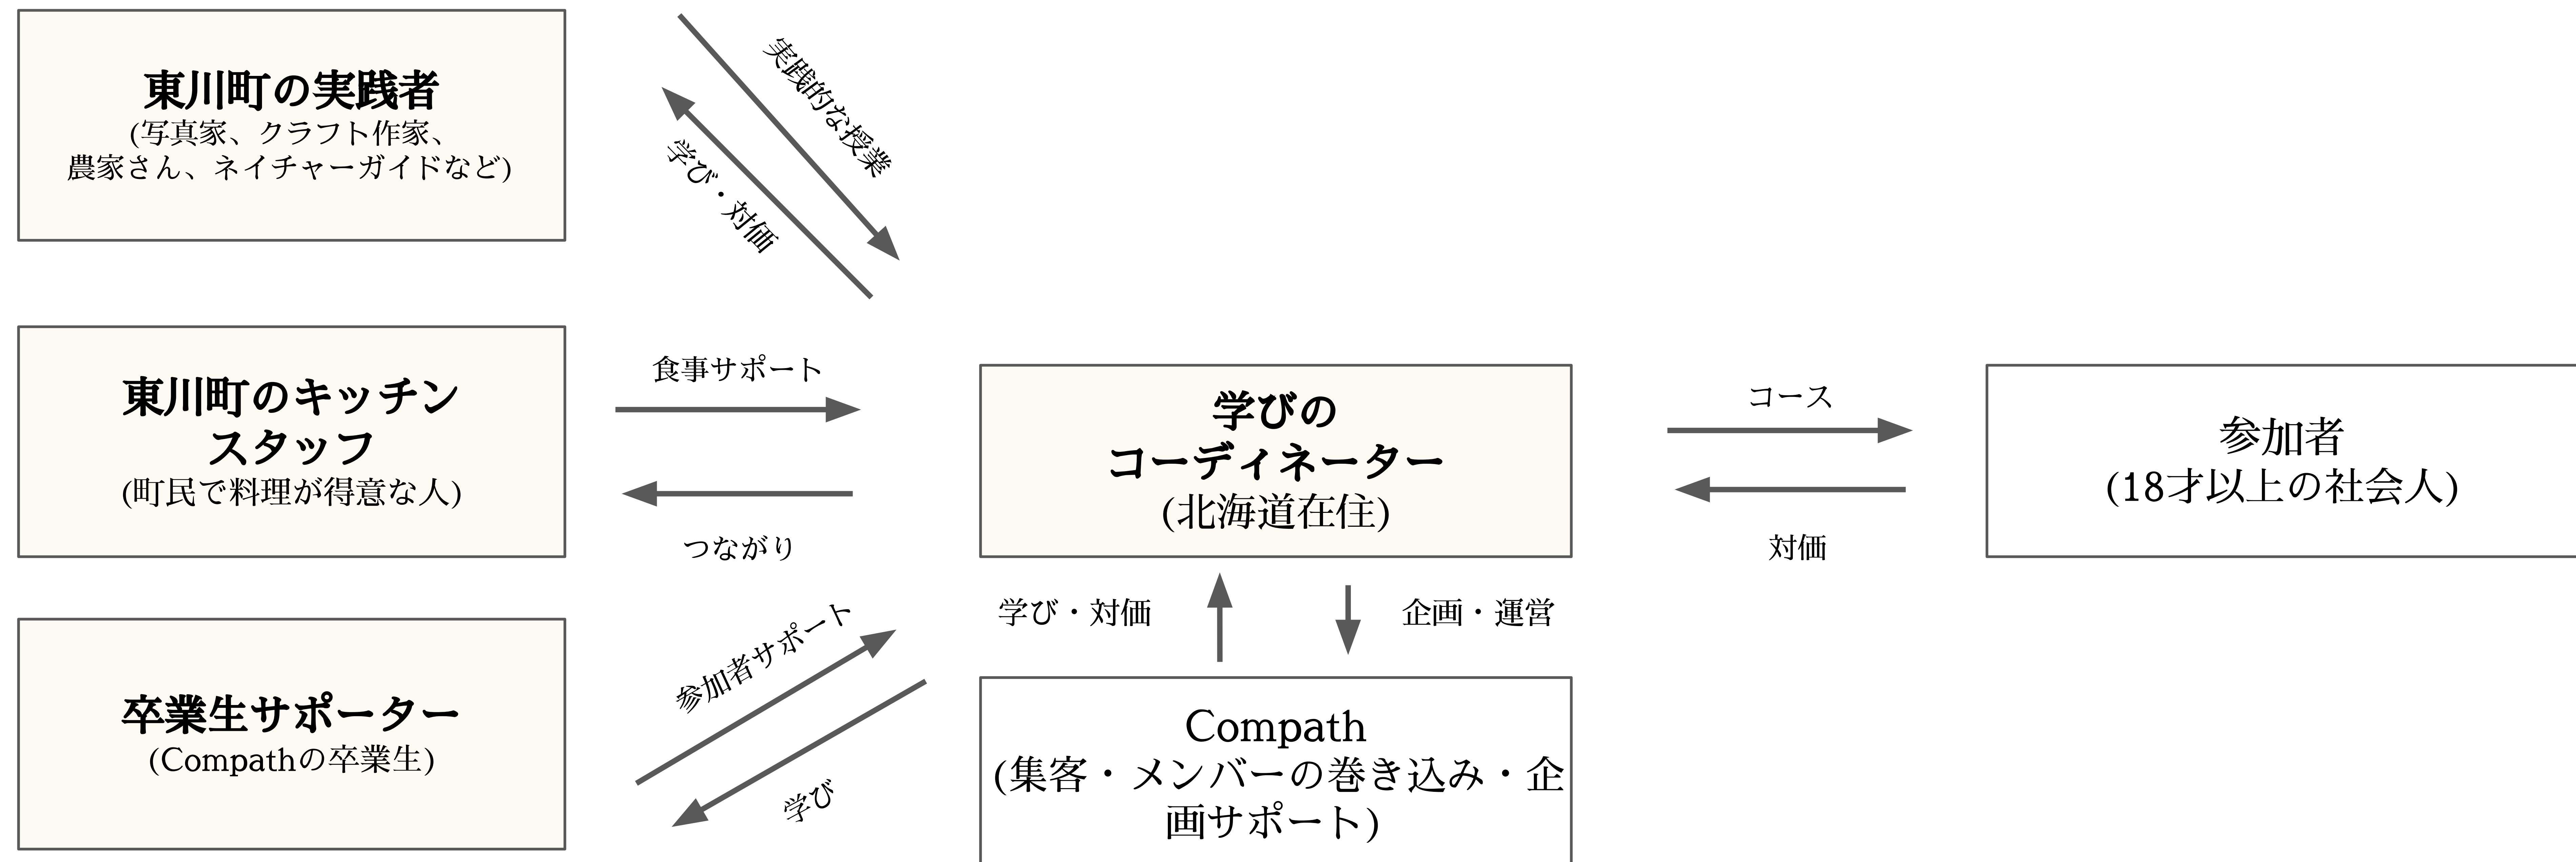 東川町の実践者
(写真家、クラフト作家、
農家さん、ネイチャーガイドなど)
実践的な授業
学び・対価
東川町のキッチン
スタッフ
(町民で料理が得意な人)
食事サポート
つながり
学びの
コーディネーター
(北海道在住)
コース
対価
参加者
(18才以上の社会人)
卒業生サポーター
(Compathの卒業生)
参加者サポート
学び
学び・対価
企画・運営
Compath
(集客・メンバーの巻き込み・企
画サポート)